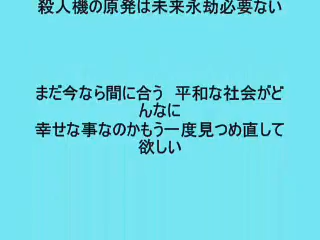 殺人機の原発は未来永劫必要ない
まだ今なら間に合う　平和な社会がど
んなに
幸せな事なのかもう一度見つめ直して
欲しい